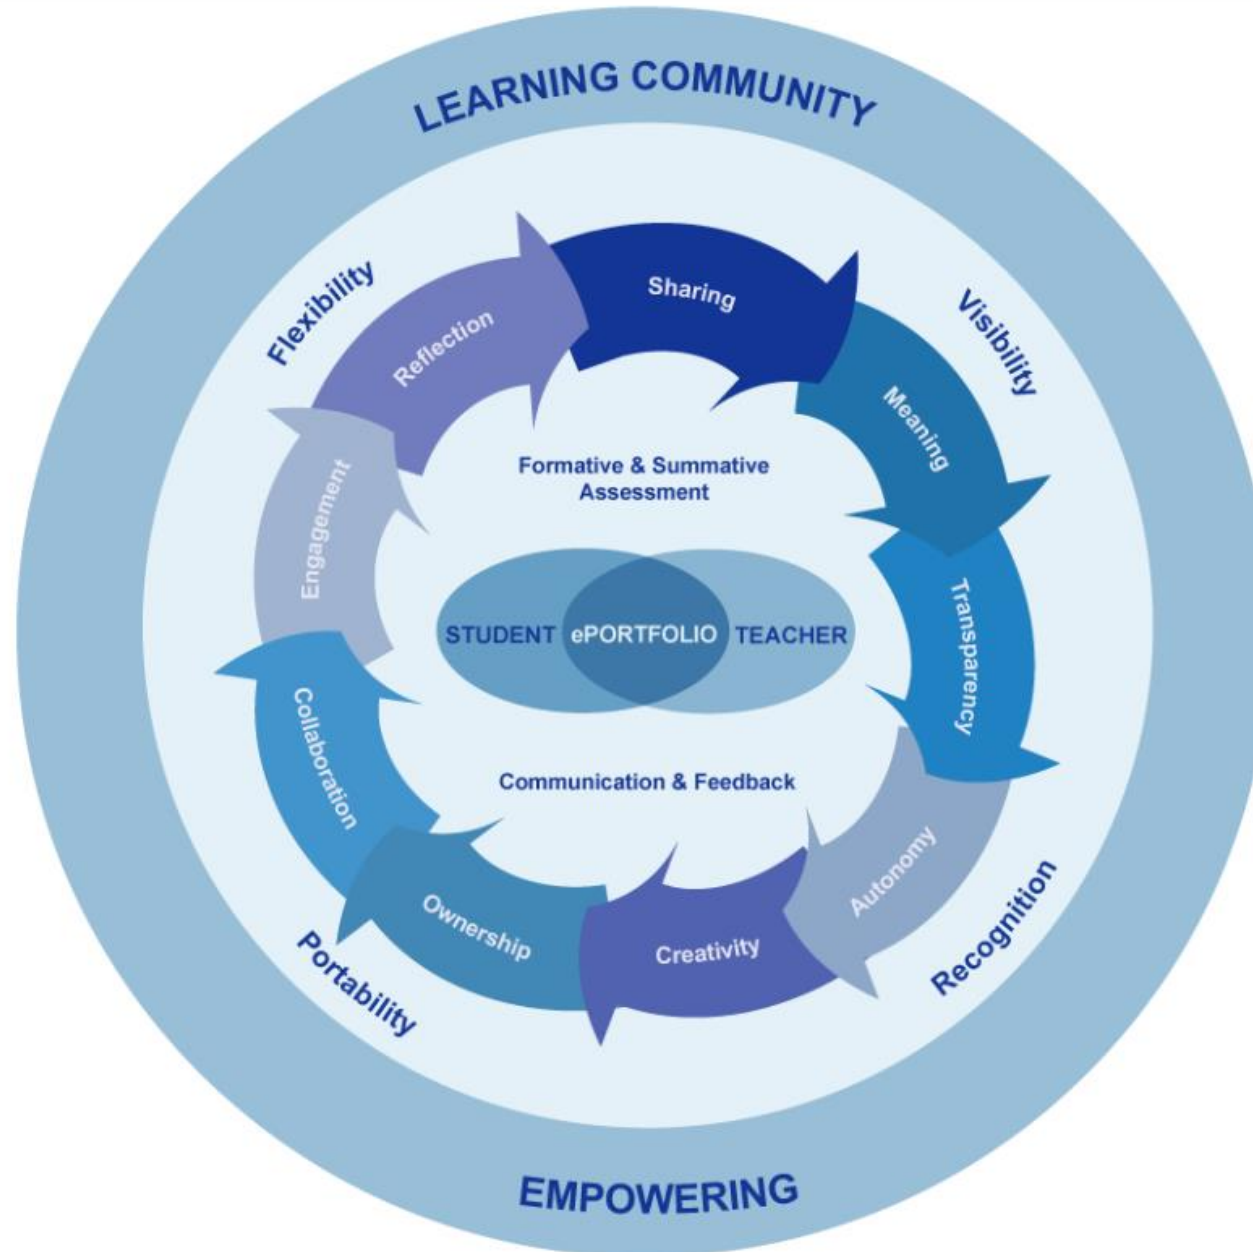 LEARNING COMMUNITY
Flexibility
Visibility
Sharing
Reflection
Meaning
Formative & Summative
Assessment
Engagement
Transparency
STUDENT ePORTFOLIO TEACHER
Collaboration
Communication & Feedback
Autonomy
Ownership
Creativity
Recognition
Portability
EMPOWERING